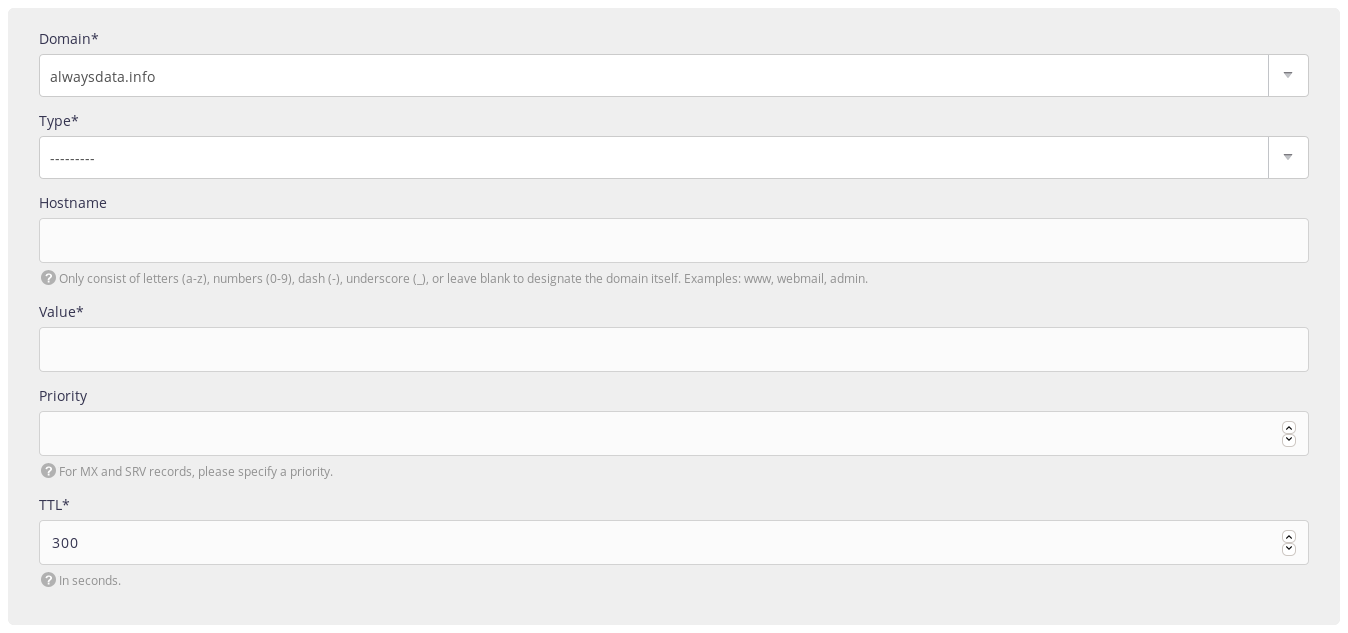 Domain*
alwaysdata.info
Type*
---------
Hostname
Only consist of letters (a-z), numbers (0-9), dash (-), underscore (_), or leave blank to designate the domain itself. Examples: www, webmail, admin.
Value*
Priority
For MX and SRV records, please specify a priority.
TTL*
300
In seconds.